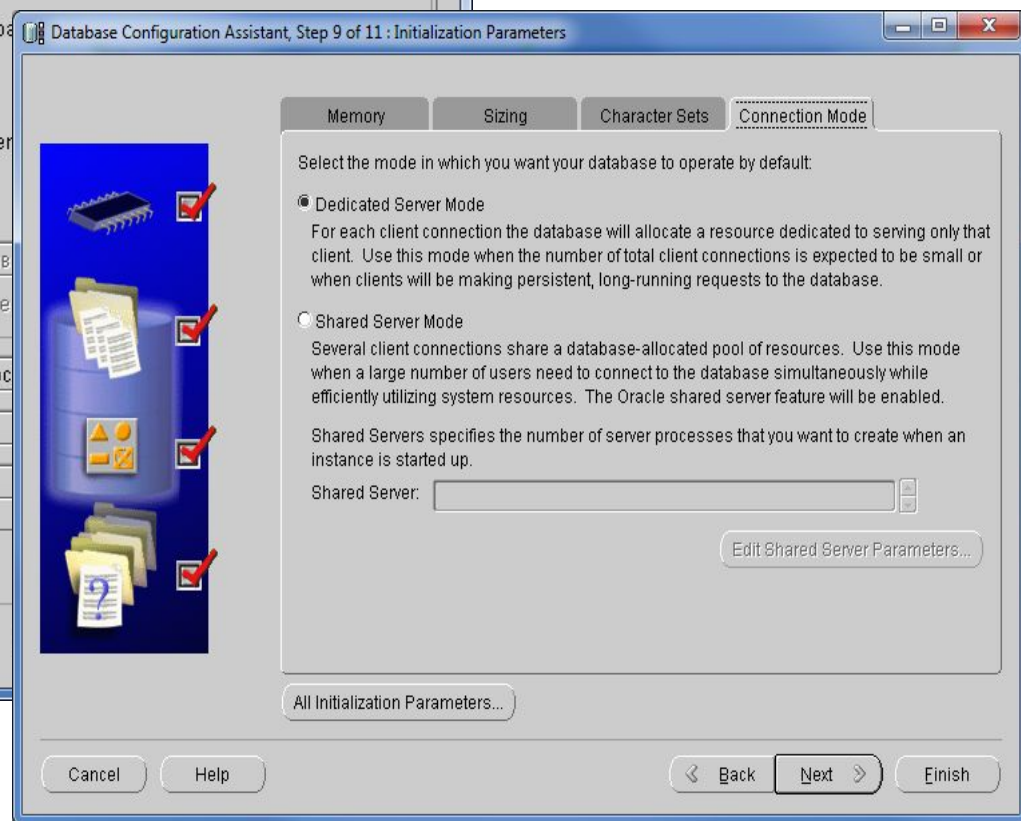 Database Configuration Assistant, Step 9 of 11 : Initialization Parameters
Memory
Sizing
Character Sets
Connection Mode
Select the mode in which you want your database to operate by default:
Dedicated Server Mode
For each client connection the database will allocate a resource dedicated to serving only that
client. Use this mode when the number of total client connections is expected to be small or
when clients will be making persistent, long-running requests to the database.
Shared Server Mode
Several client connections share a database-allocated pool of resources. Use this mode
when a large number of users need to connect to the database simultaneously while
efficiently utilizing system resources. The Oracle shared server feature will be enabled.
Shared Servers specifies the number of server processes that you want to create when an
instance is started up.
Shared Server:
Edit Shared Server Parameters...
All Initialization Parameters...
Cancel
Help
Back
Next
Finish